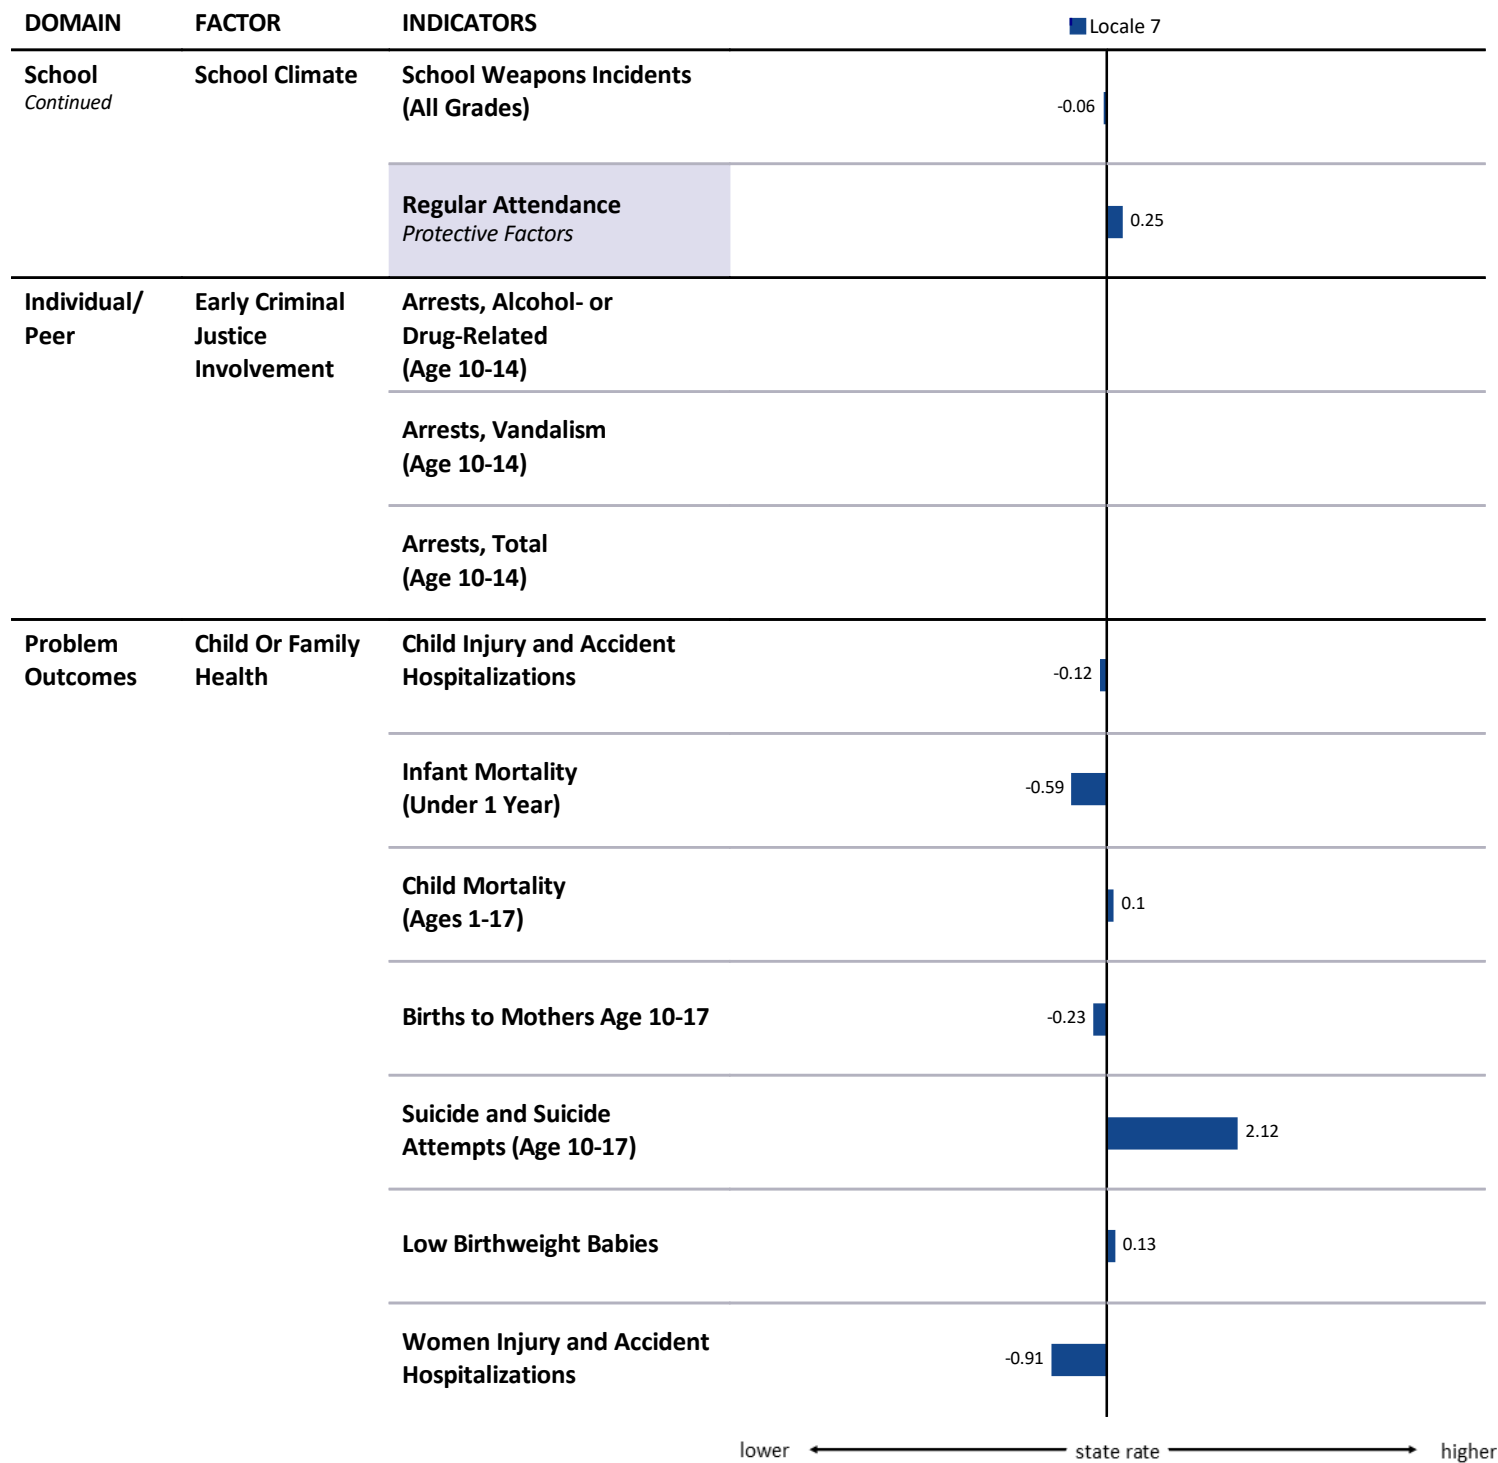 DOMAIN FACTOR INDICATORS
Locale 7
School School Climate School Weapons Incidents
Continued
(All Grades)
-0.06
Regular Attendance
Protective Factors
0.25
Individual/ Early Criminal Arrests, Alcohol- or
Peer Justice Drug-Related
Involvement (Age 10-14)
Arrests, Vandalism
(Age 10-14)
Arrests, Total
(Age 10-14)
Problem Child Or Family Child Injury and Accident
Outcomes Health Hospitalizations
-0.12
Infant Mortality
(Under 1 Year)
-0.59
Child Mortality
(Ages 1-17)
0.1
Births to Mothers Age 10-17
-0.23
Suicide and Suicide
Attempts (Age 10-17)
2.12
Low Birthweight Babies
0.13
Women Injury and Accident
Hospitalizations
-0.91
lower state rate higher